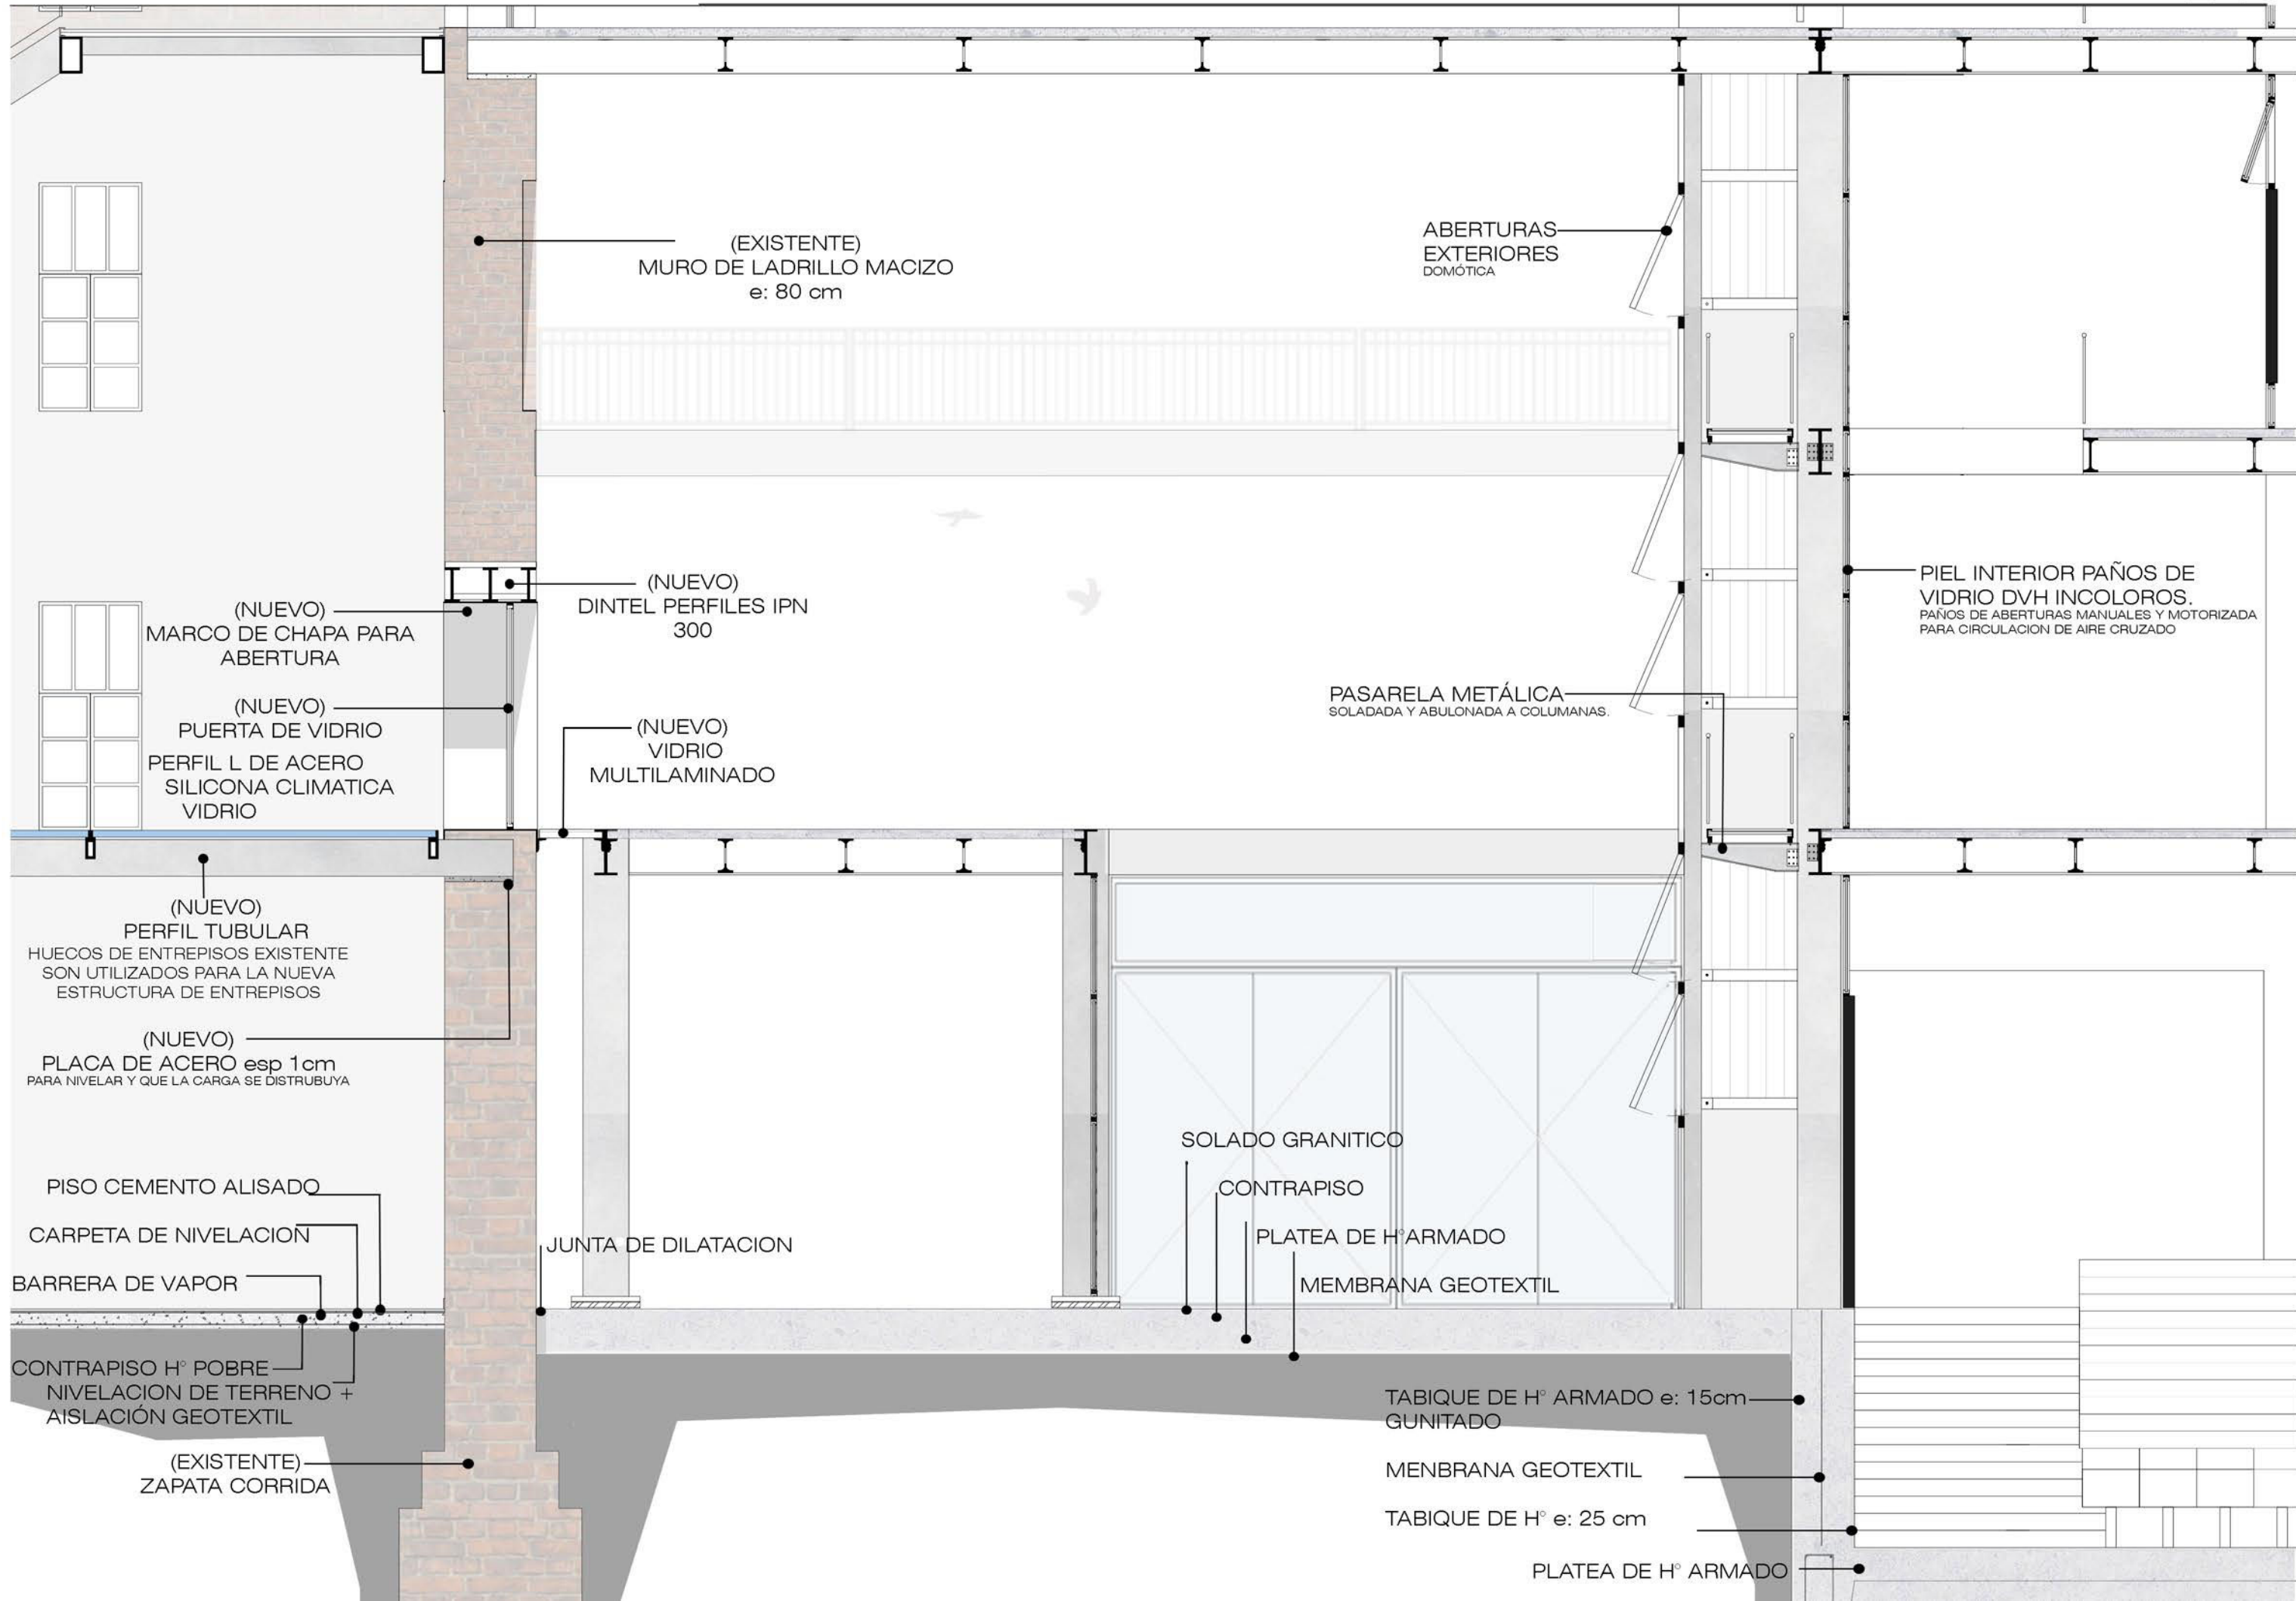 (EXISTENTE)
MURO DE LADRILLO MACIZO
e: 80 cm
ABERTURAS
EXTERIORES
DOMÓTICA
(NUEVO)
DINTEL PERFILES IPN
300
(NUEVO)
MARCO DE CHAPA PARA
ABERTURA
(NUEVO)
PUERTA DE VIDRIO
PERFIL L DE ACERO
SILICONA CLIMATICA
VIDRIO
(NUEVO)
VIDRIO
MULTILAMINADO
PIEL INTERIOR PAÑOS DE
VIDRIO DVH INCOLOROS.
PAÑOS DE ABERTURAS MANUALES Y MOTORIZADA
PARA CIRCULACION DE AIRE CRUZADO
PASARELA METÁLICA
SOLADADA Y ABULONADA A COLUMANAS.
(NUEVO)
PERFIL TUBULAR
HUECOS DE ENTREPISOS EXISTENTE
SON UTILIZADOS PARA LA NUEVA
ESTRUCTURA DE ENTREPISOS
(NUEVO)
PLACA DE ACERO esp 1cm
PARA NIVELAR Y QUE LA CARGA SE DISTRUBUYA
PISO CEMENTO ALISADO
CARPETA DE NIVELACION
BARRERA DE VAPOR
JUNTA DE DILATACION
SOLADO GRANITICO
CONTRAPISO
PLATEA DE H°ARMADO
MEMBRANA GEOTEXTIL
CONTRAPISO H° POBRE
NIVELACION DE TERRENO +
AISLACIÓN GEOTEXTIL
(EXISTENTE)
ZAPATA CORRIDA
TABIQUE DE H° ARMADO e: 15cm
GUNITADO
MENBRANA GEOTEXTIL
TABIQUE DE H° e: 25 cm
PLATEA DE H° ARMADO